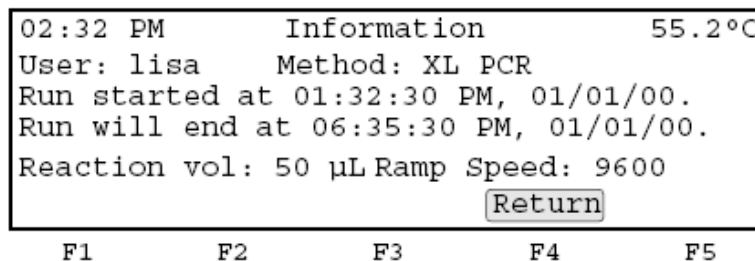 02:32 PM Information 55.2°C
User: lisa Method: XL PCR
Run started at 01:32:30 PM, 01/01/00.
Run will end at 06:35:30 PM, 01/01/00.
Reaction vol: 50 µL Ramp Speed: 9600
Return
F1 F2 F3 F4 F5